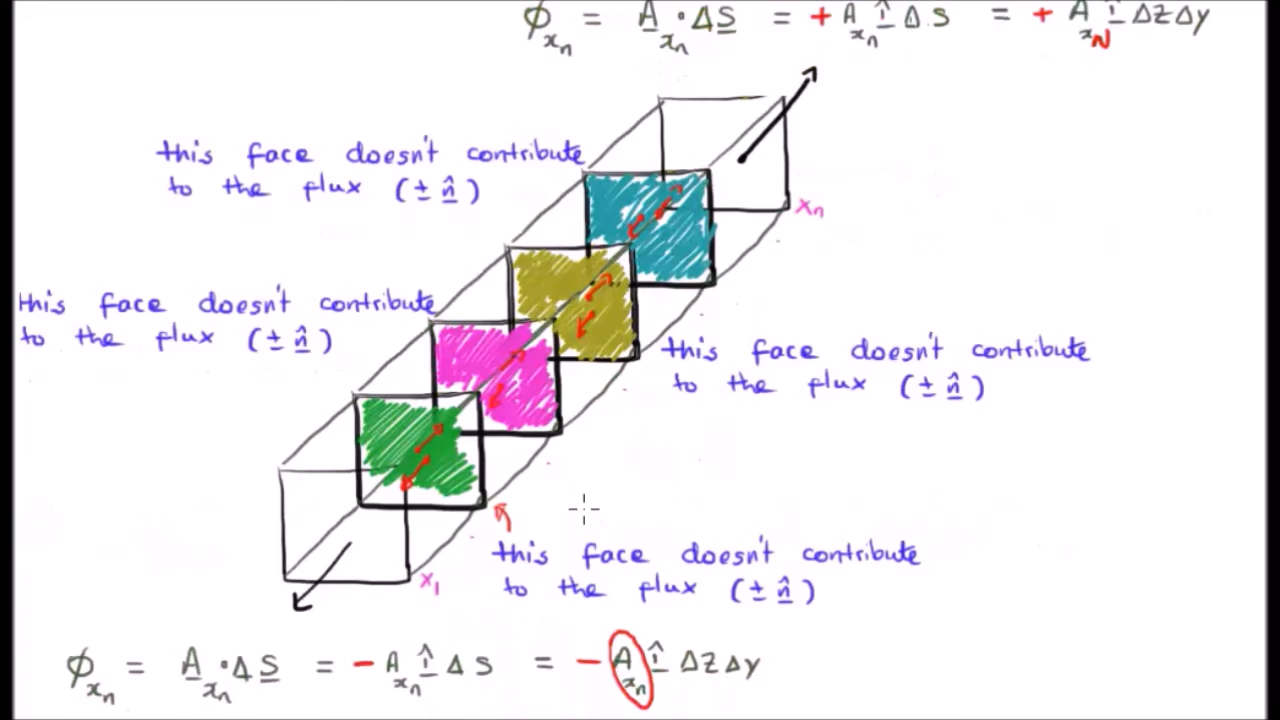 Φxₙ = A̲xₙ · ΔS̲ = + Axₙ î̲ ΔS = + AxN î̲ ΔzΔy
this face doesn't contribute
to the flux (± n̲̂)
xₙ
this face doesn't contribute
to the flux (± n̲̂)
this face doesn't contribute
to the flux (± n̲̂)
this face doesn't contribute
to the flux (± n̲̂)
x₁
Φxₙ = A̲xₙ · ΔS̲ = - Axₙ î̲ ΔS = - Axₙ î̲ ΔzΔy